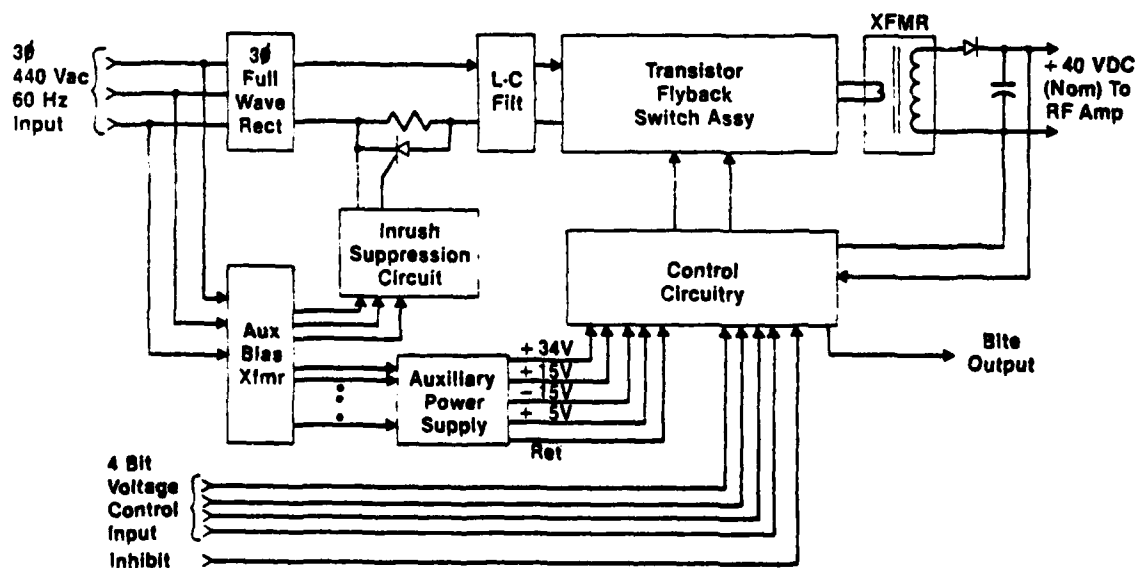 3Ø
440 Vac
60 Hz
Input
3Ø
Full
Wave
Rect
L-C
Filt
Transistor
Flyback
Switch Assy
XFMR
+ 40 VDC
(Nom) To
RF Amp
Inrush
Suppression
Circuit
Control
Circuitry
Aux
Bias
Xfmr
Auxiliary
Power
Supply
+ 34V
+ 15V
- 15V
+ 5V
Ret
Bite
Output
4 Bit
Voltage
Control
Input
Inhibit